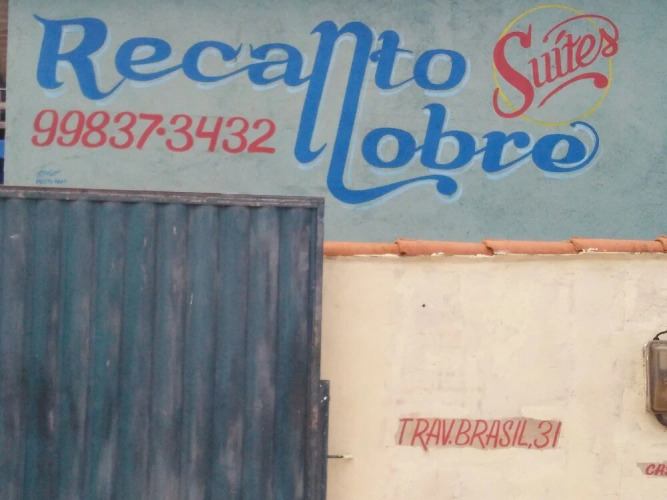 Recanto
Nobre
Suítes
99837·3432
TRAV.BRASIL,31